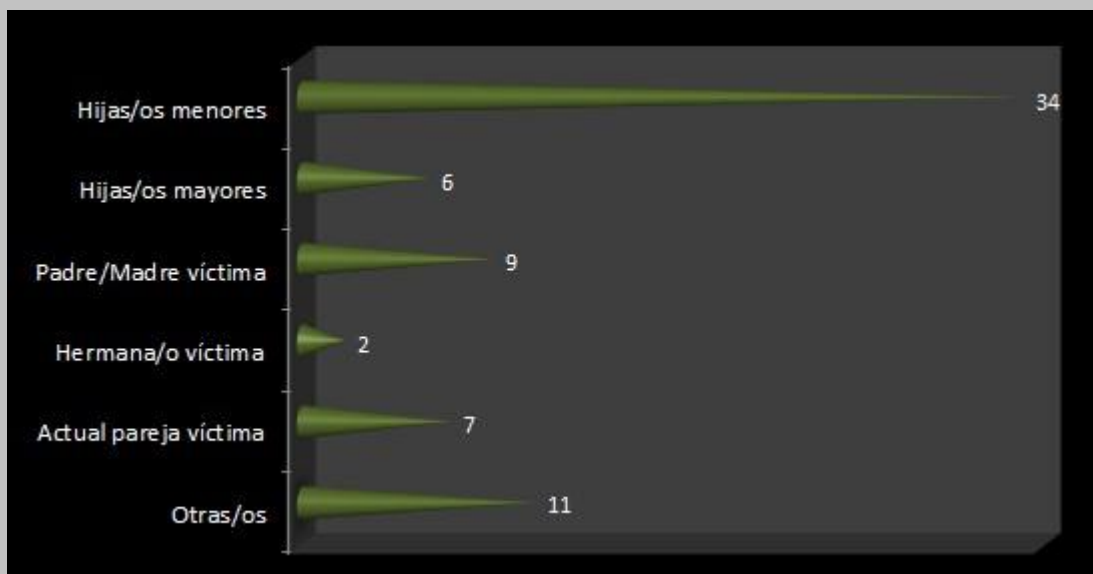 Hijas/os menores 34
Hijas/os mayores 6
Padre/Madre víctima 9
Hermana/o víctima 2
Actual pareja víctima 7
Otras/os 11